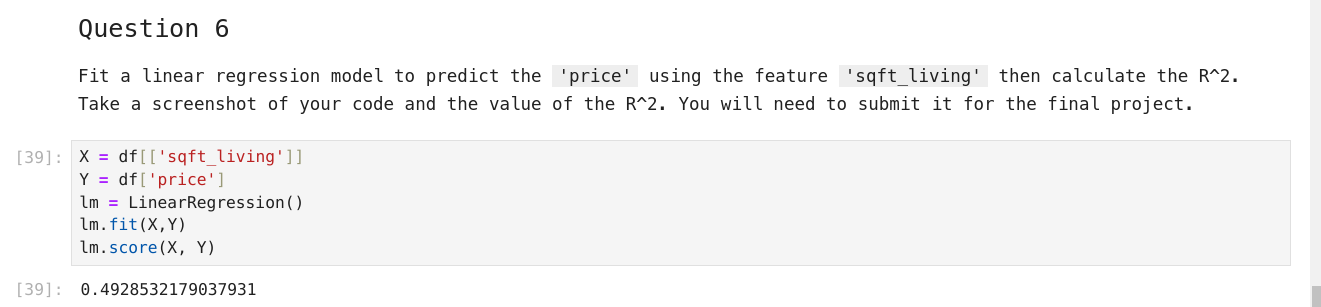 Question 6
Fit a linear regression model to predict the 'price' using the feature 'sqft_living' then calculate the R^2.
Take a screenshot of your code and the value of the R^2. You will need to submit it for the final project.
[39]: X = df[['sqft_living']]
Y = df['price']
lm = LinearRegression()
lm.fit(X,Y)
lm.score(X, Y)
[39]: 0.4928532179037931